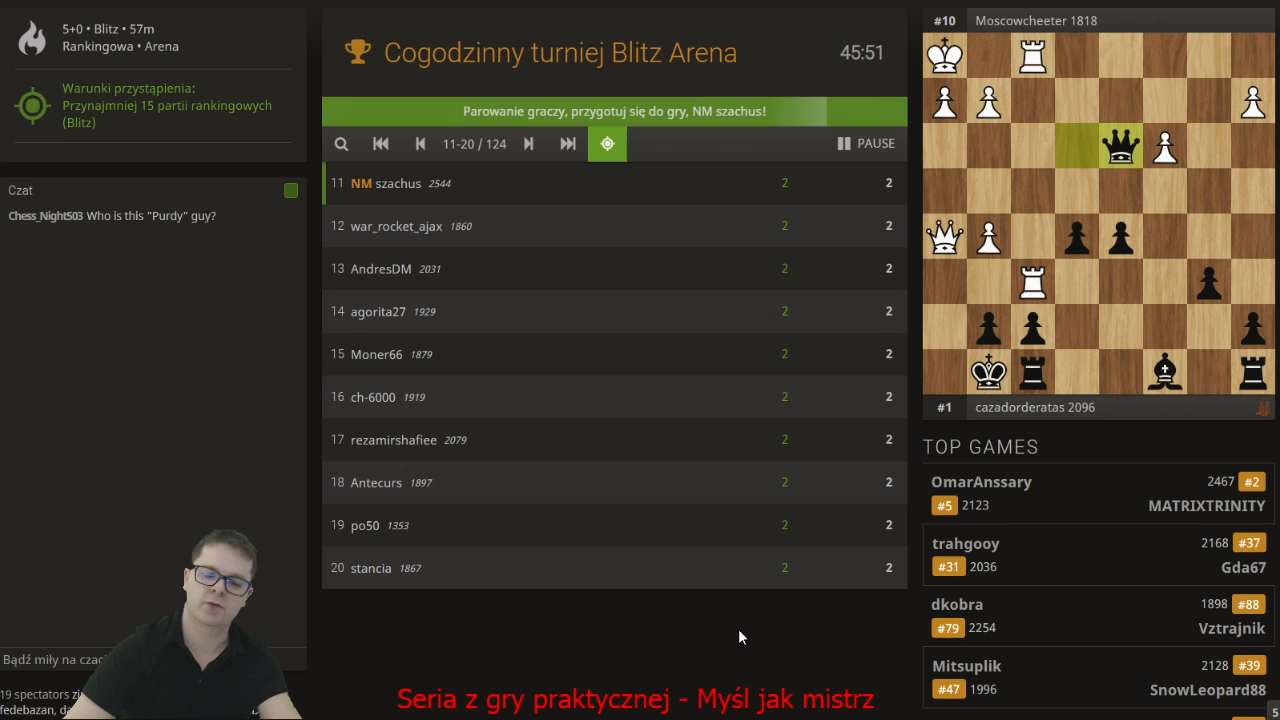 5+0 • Blitz • 57m
Rankingowa • Arena
Warunki przystąpienia:
Przynajmniej 15 partii rankingowych
(Blitz)
Czat
Chess_Night503 Who is this "Purdy" guy?
Bądź miły na czaci
19 spectators
fedebazan,
Cogodzinny turniej Blitz Arena
45:51
Parowanie graczy, przygotuj się do gry, NM szachus!
11-20 / 124
PAUSE
11 NM szachus 2544 2 2
12 war_rocket_ajax 1860 2 2
13 AndresDM 2031 2 2
14 agorita27 1929 2 2
15 Moner66 1879 2 2
16 ch-6000 1919 2 2
17 rezamirshafiee 2079 2 2
18 Antecurs 1897 2 2
19 po50 1353 2 2
20 stancia 1867 2 2
#10 Moscowcheeter 1818
#1 cazadorderatas 2096
TOP GAMES
OmarAnssary 2467 #2
#5 2123 MATRIXTRINITY
trahgooy 2168 #37
#31 2036 Gda67
dkobra 1898 #88
#79 2254 Vztrajnik
Mitsuplik 2128 #39
#47 1996 SnowLeopard88
5
Seria z gry praktycznej - Myśl jak mistrz